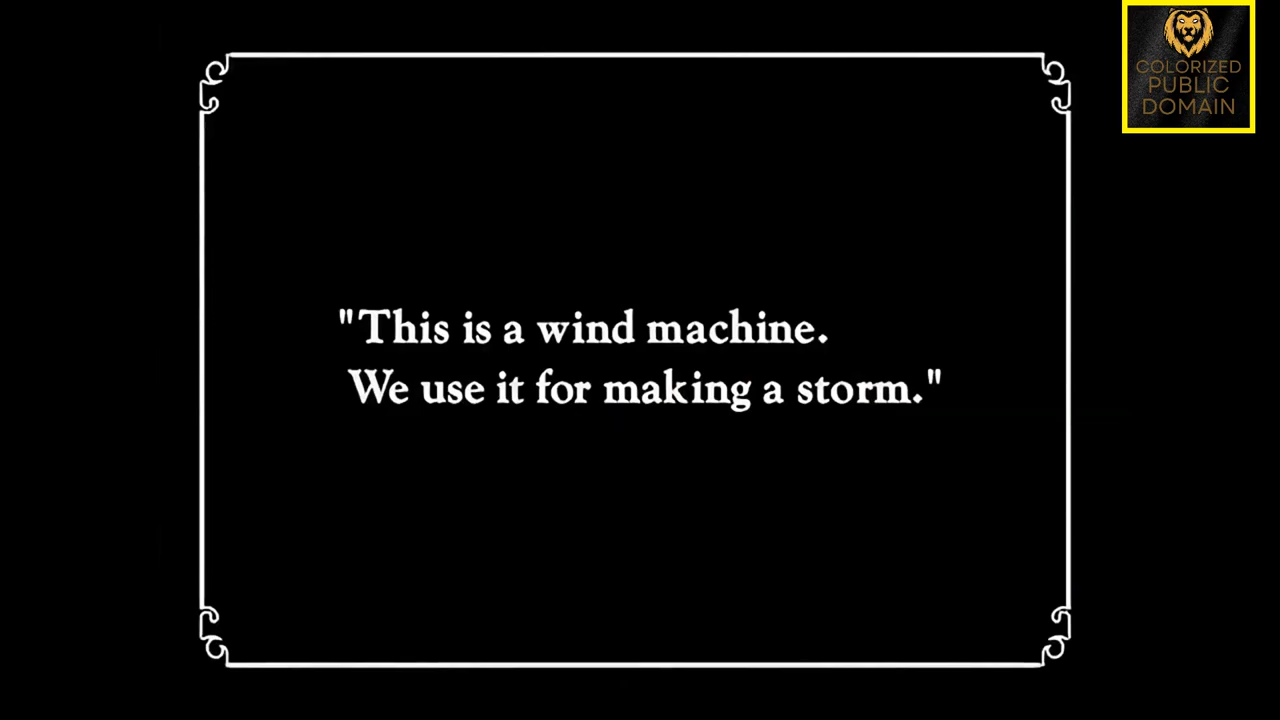 COLORIZED
PUBLIC
DOMAIN
"This is a wind machine.
We use it for making a storm."